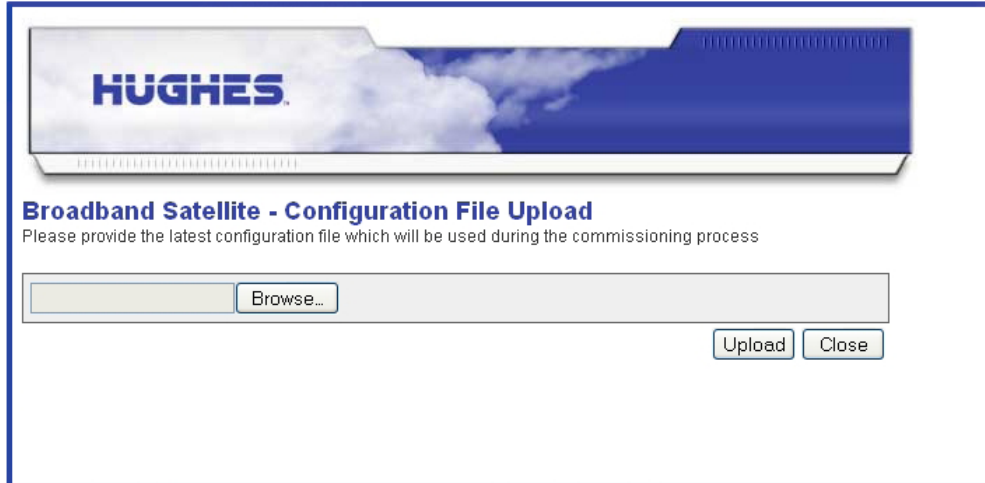 HUGHES
Broadband Satellite - Configuration File Upload
Please provide the latest configuration file which will be used during the commissioning process
Browse...
Upload Close